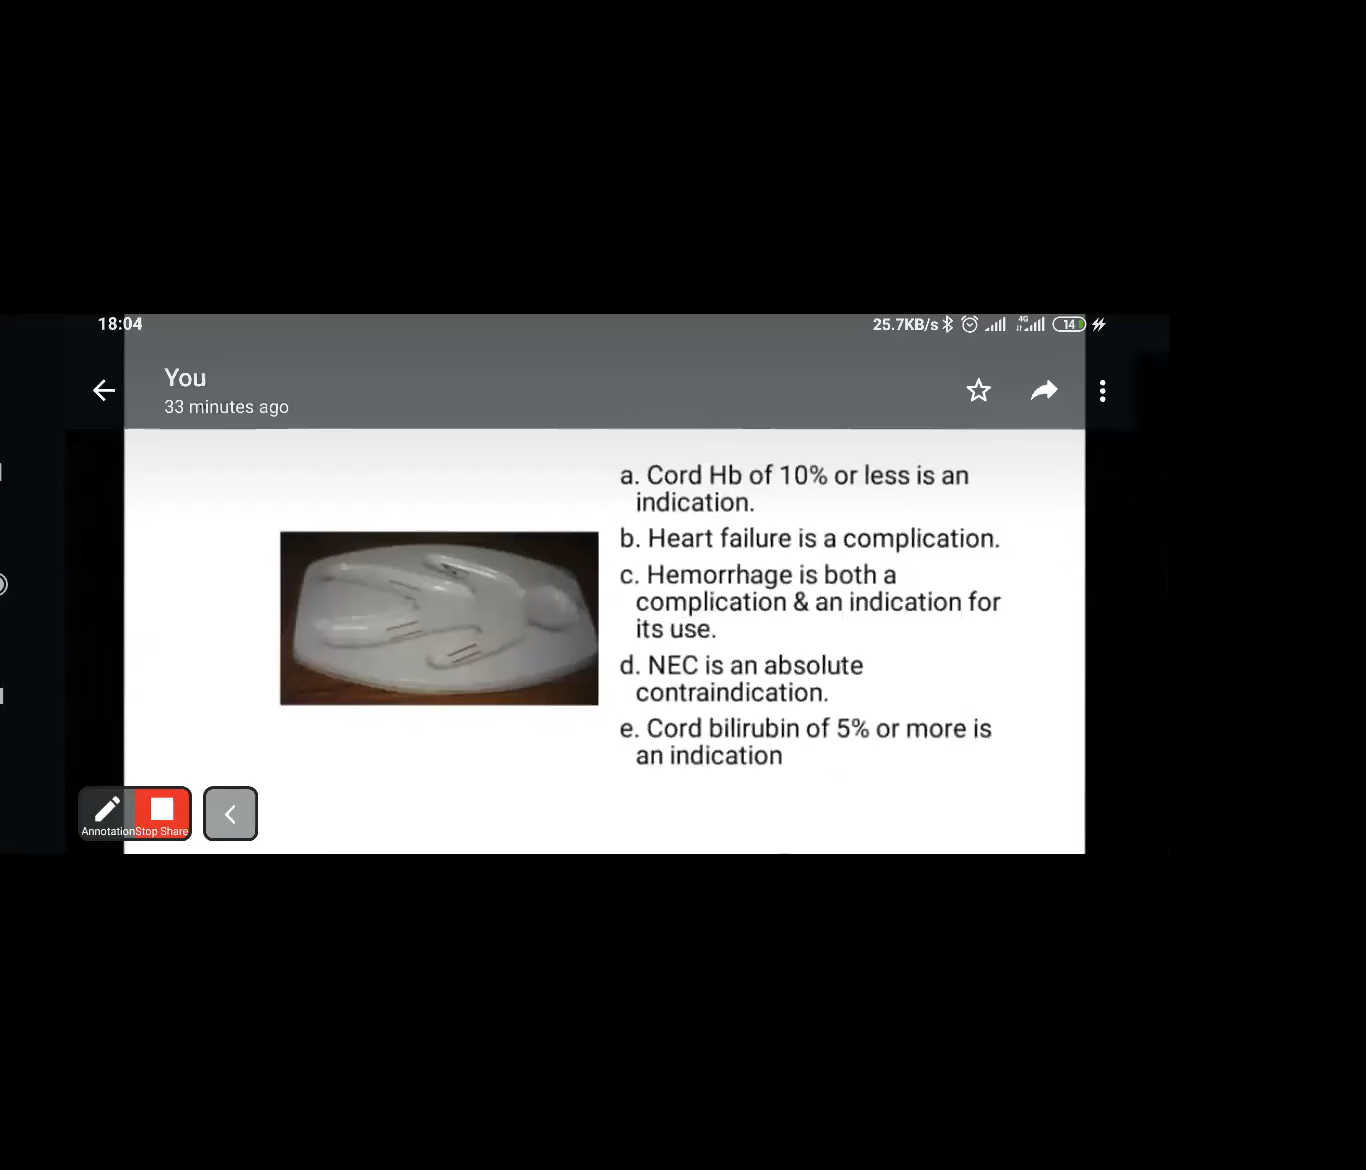 18:04
25.7KB/s 4G 14
You
33 minutes ago
a. Cord Hb of 10% or less is an
indication.
b. Heart failure is a complication.
c. Hemorrhage is both a
complication & an indication for
its use.
d. NEC is an absolute
contraindication.
e. Cord bilirubin of 5% or more is
an indication
Annotation Stop Share